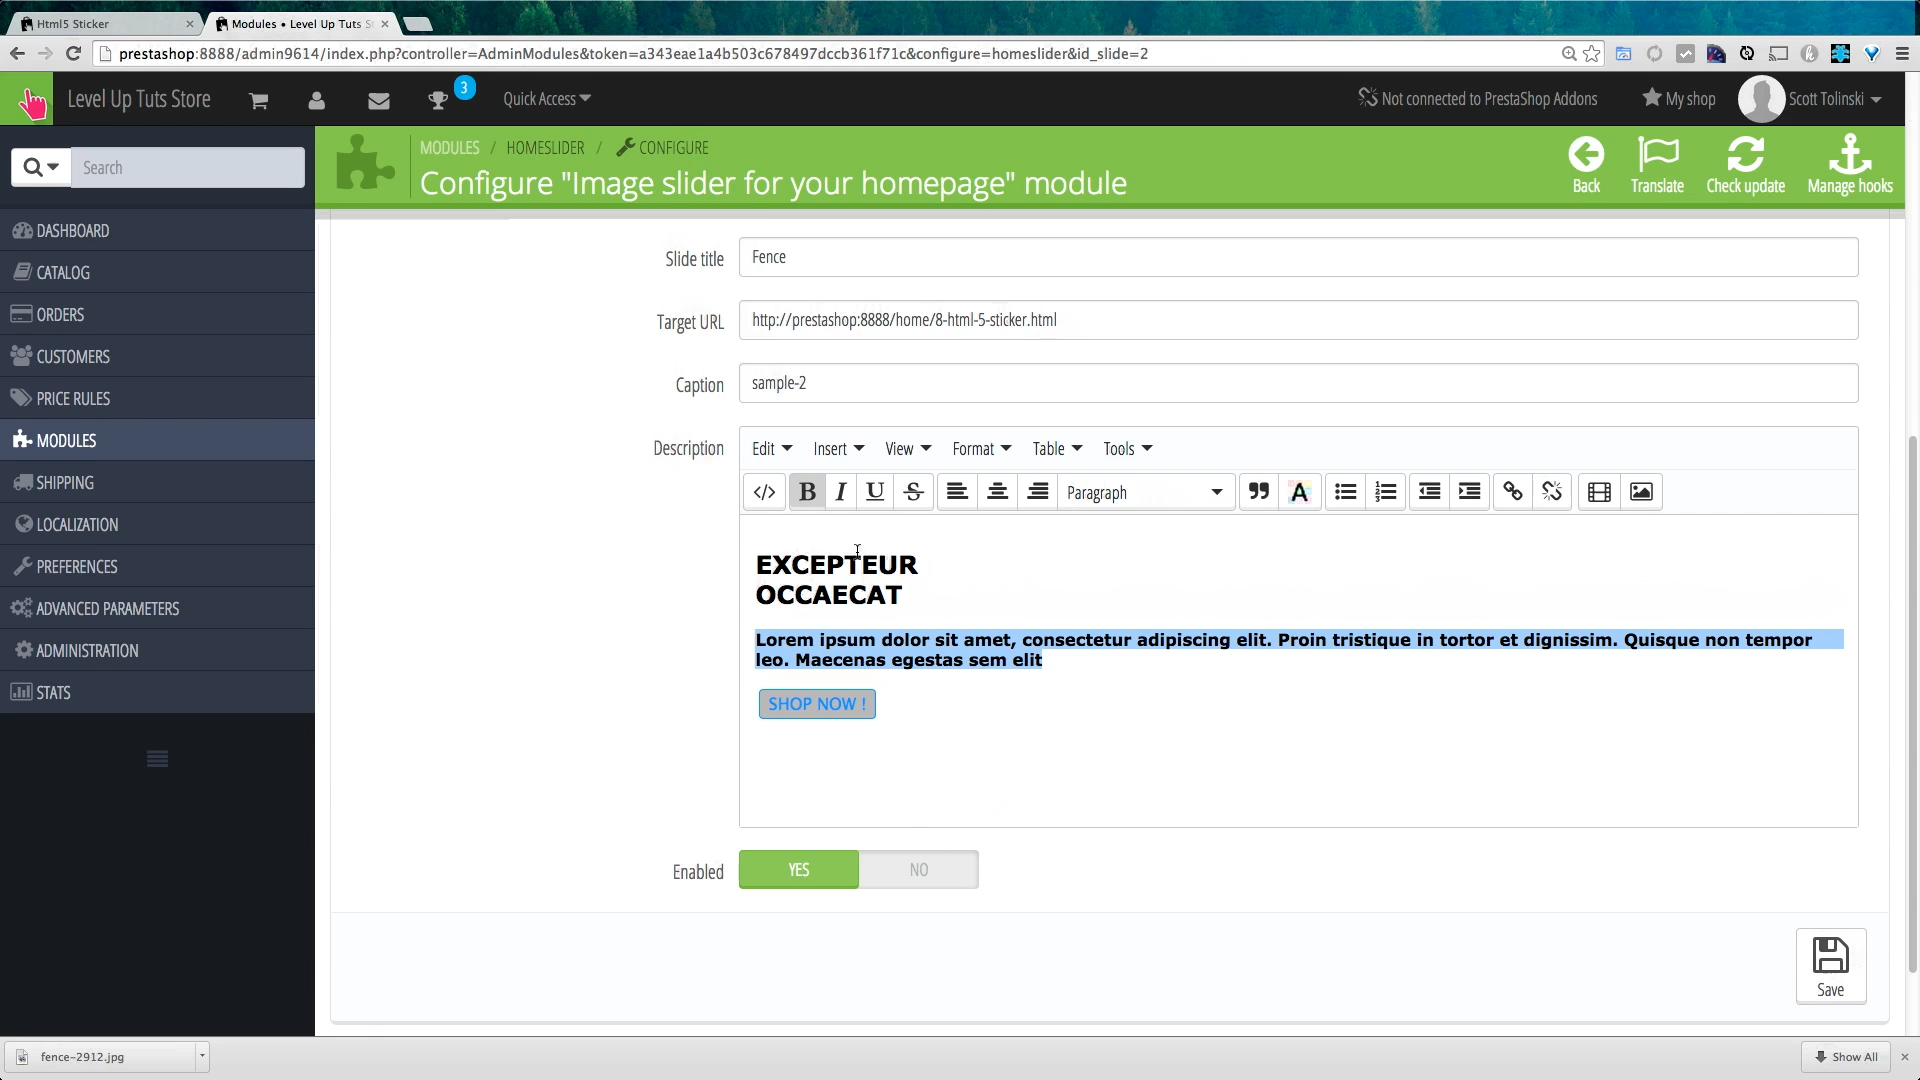 Html5 Sticker
Modules • Level Up Tuts S
prestashop:8888/admin9614/index.php?controller=AdminModules&token=a343eae1a4b503c678497dccb361f71c&configure=homeslider&id_slide=2
Level Up Tuts Store
3
Quick Access
Not connected to PrestaShop Addons
My shop
Scott Tolinski
Search
MODULES / HOMESLIDER / CONFIGURE
Configure "Image slider for your homepage" module
Back
Translate
Check update
Manage hooks
DASHBOARD
CATALOG
ORDERS
CUSTOMERS
PRICE RULES
MODULES
SHIPPING
LOCALIZATION
PREFERENCES
ADVANCED PARAMETERS
ADMINISTRATION
STATS
Slide title
Fence
Target URL
http://prestashop:8888/home/8-html-5-sticker.html
Caption
sample-2
Description
Edit Insert View Format Table Tools
B I U S Paragraph A
EXCEPTEUR
OCCAECAT
Lorem ipsum dolor sit amet, consectetur adipiscing elit. Proin tristique in tortor et dignissim. Quisque non tempor
leo. Maecenas egestas sem elit
SHOP NOW !
Enabled
YES
NO
Save
fence-2912.jpg
Show All